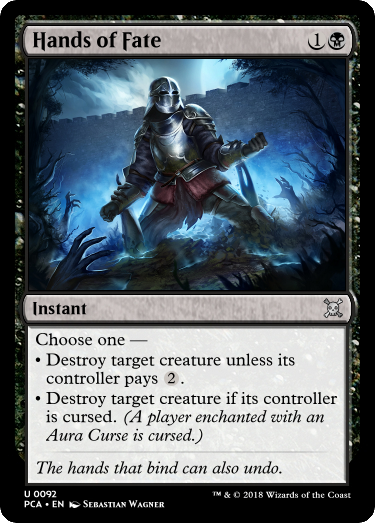 Hands of Fate 1
Instant
Choose one —
• Destroy target creature unless its
controller pays 2.
• Destroy target creature if its controller
is cursed. (A player enchanted with an
Aura Curse is cursed.)
The hands that bind can also undo.
U 0092
PCA • EN Sebastian Wagner
™ & © 2018 Wizards of the Coast